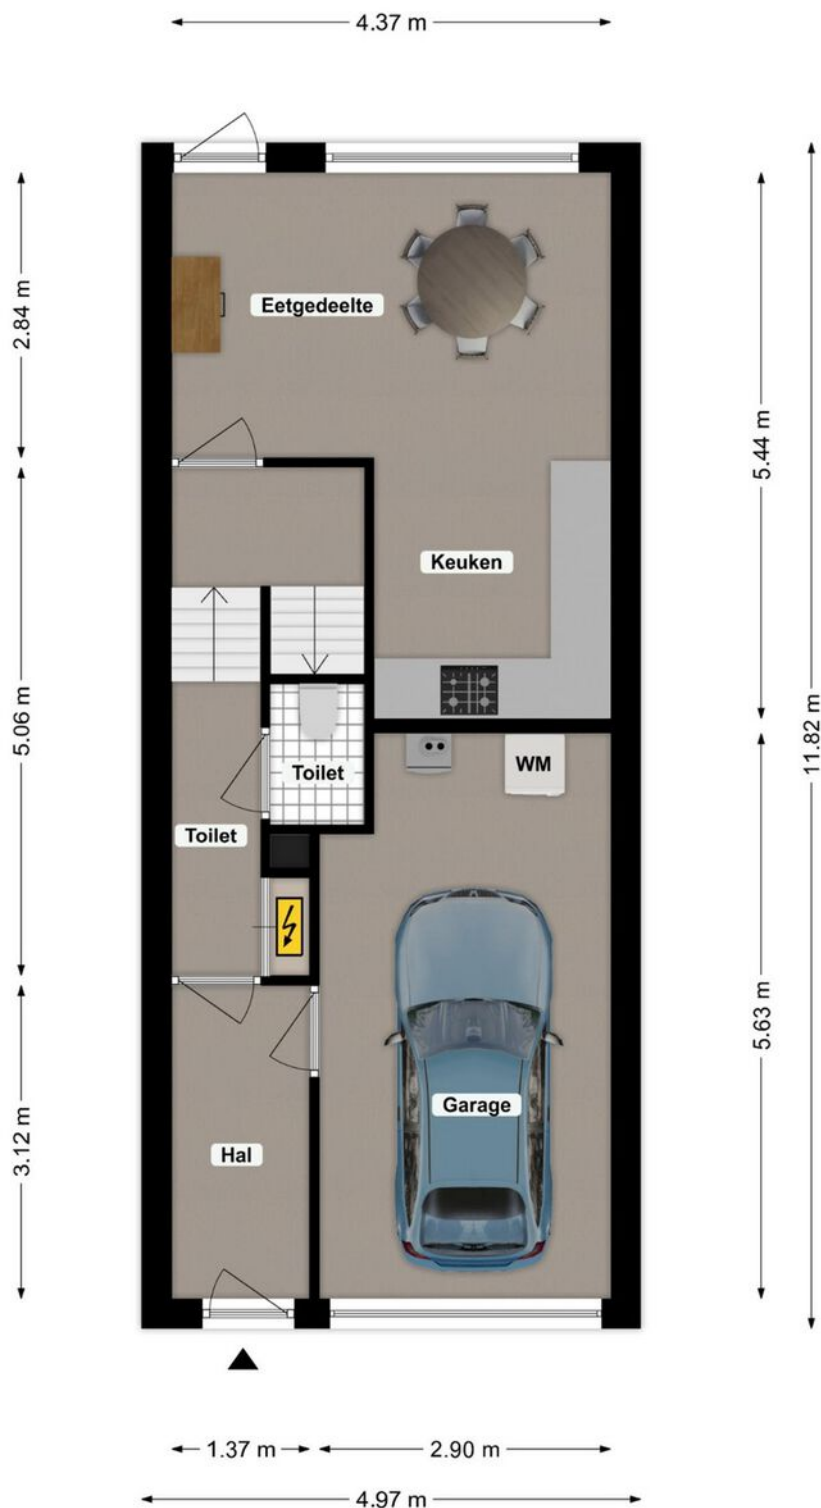 4.37 m
2.84 m
Eetgedeelte
5.44 m
Keuken
5.06 m
11.82 m
Toilet
WM
Toilet
5.63 m
Garage
3.12 m
Hal
1.37 m
2.90 m
4.97 m